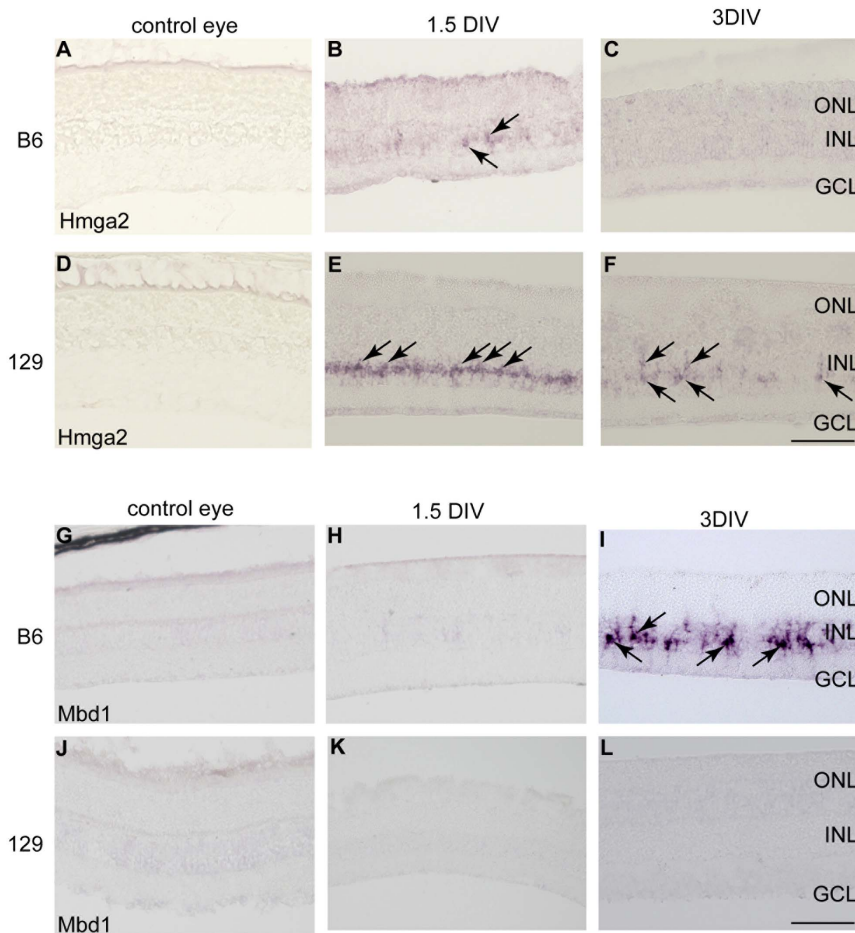 control eye 1.5 DIV 3DIV
A B C
B6 ONL
INL
GCL
Hmga2
D E F
129 ONL
INL
GCL
Hmga2
control eye 1.5 DIV 3DIV
G H I
B6 ONL
INL
GCL
Mbd1
J K L
129 ONL
INL
GCL
Mbd1